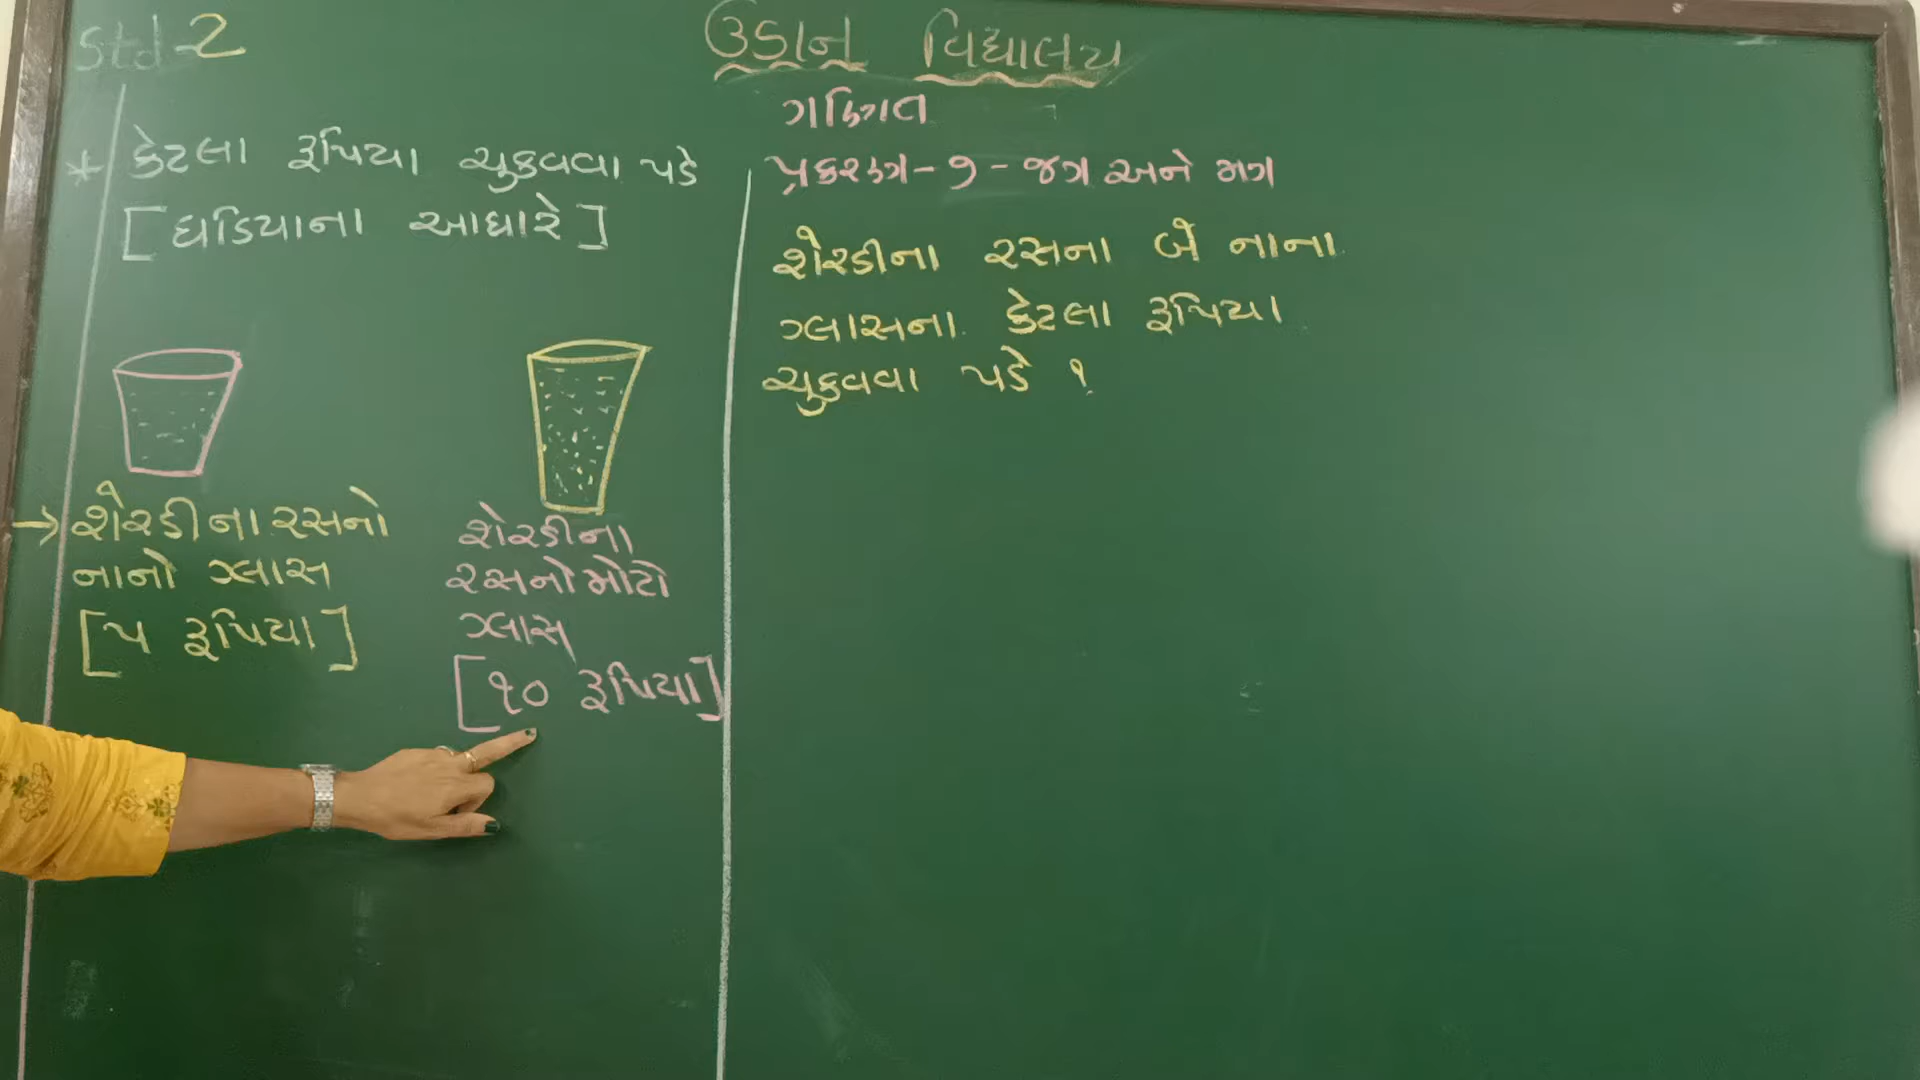 Std 2
ઉડાન વિદ્યાલય
ગણિત
પ્રકરણ - ૭ - જગ અને મગ
* કેટલા રૂપિયા ચુકવવા પડે
[ ઘડિયાના આધારે ]
→ શેરડીના રસનો
નાનો ગ્લાસ
[ ૫ રૂપિયા ]
શેરડીના
રસનો મોટો
ગ્લાસ
[ ૧૦ રૂપિયા ]
શેરડીના રસના બે નાના
ગ્લાસના કેટલા રૂપિયા
ચુકવવા પડે ?